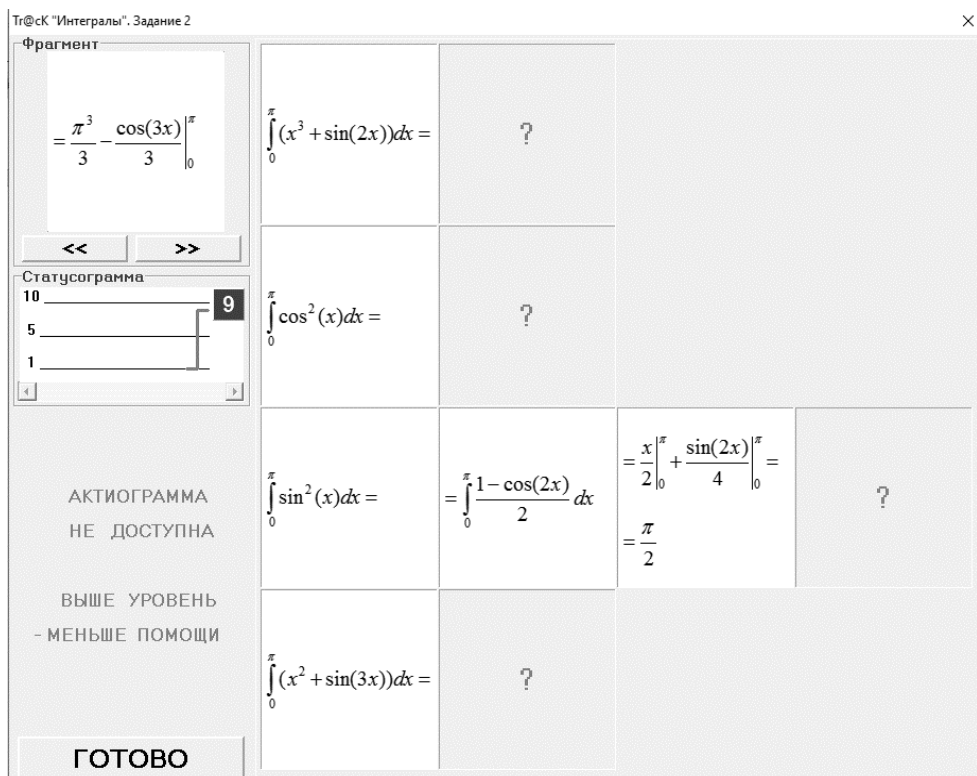 Tr@cK "Интегралы". Задание 2
×
Фрагмент
= π³/3 − cos(3x)/3 |₀^π
<< >>
Статусограмма
10
9
5
1
АКТИОГРАММА
НЕ ДОСТУПНА
ВЫШЕ УРОВЕНЬ
- МЕНЬШЕ ПОМОЩИ
ГОТОВО
∫₀^π (x³ + sin(2x))dx =
?
∫₀^π cos²(x)dx =
?
∫₀^π sin²(x)dx =
= ∫₀^π (1 − cos(2x))/2 dx
= x/2 |₀^π + sin(2x)/4 |₀^π =
= π/2
?
∫₀^π (x² + sin(3x))dx =
?